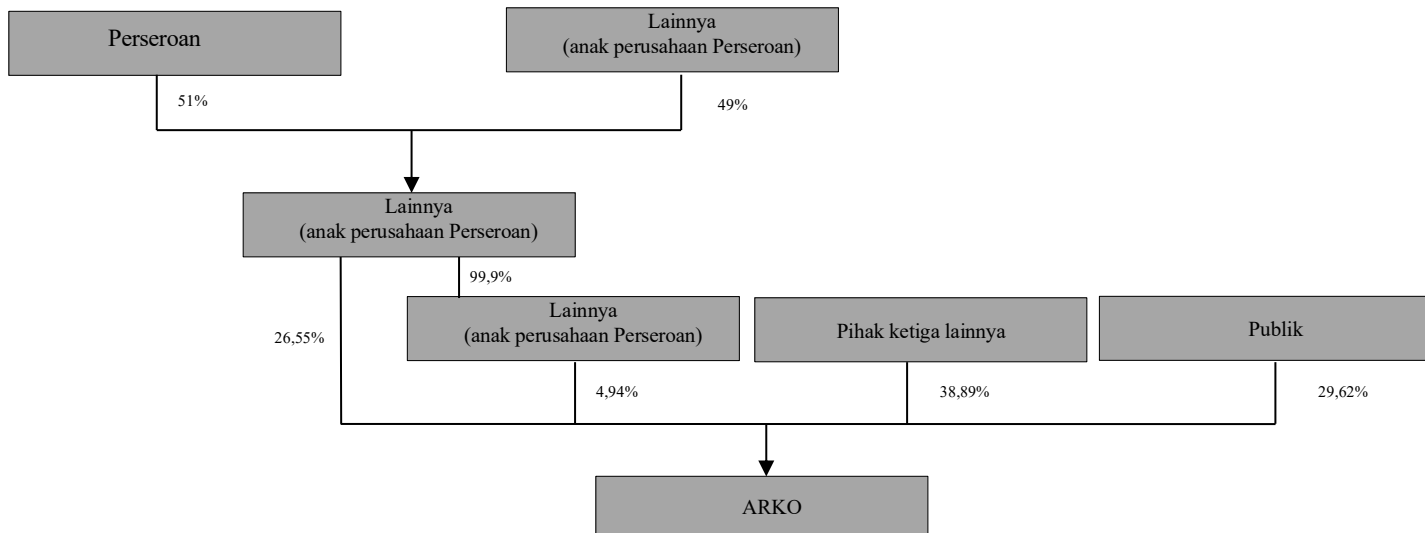 Perseroan
Lainnya
(anak perusahaan Perseroan)
51%
49%
Lainnya
(anak perusahaan Perseroan)
99,9%
26,55%
Lainnya
(anak perusahaan Perseroan)
Pihak ketiga lainnya
Publik
4,94%
38,89%
29,62%
ARKO